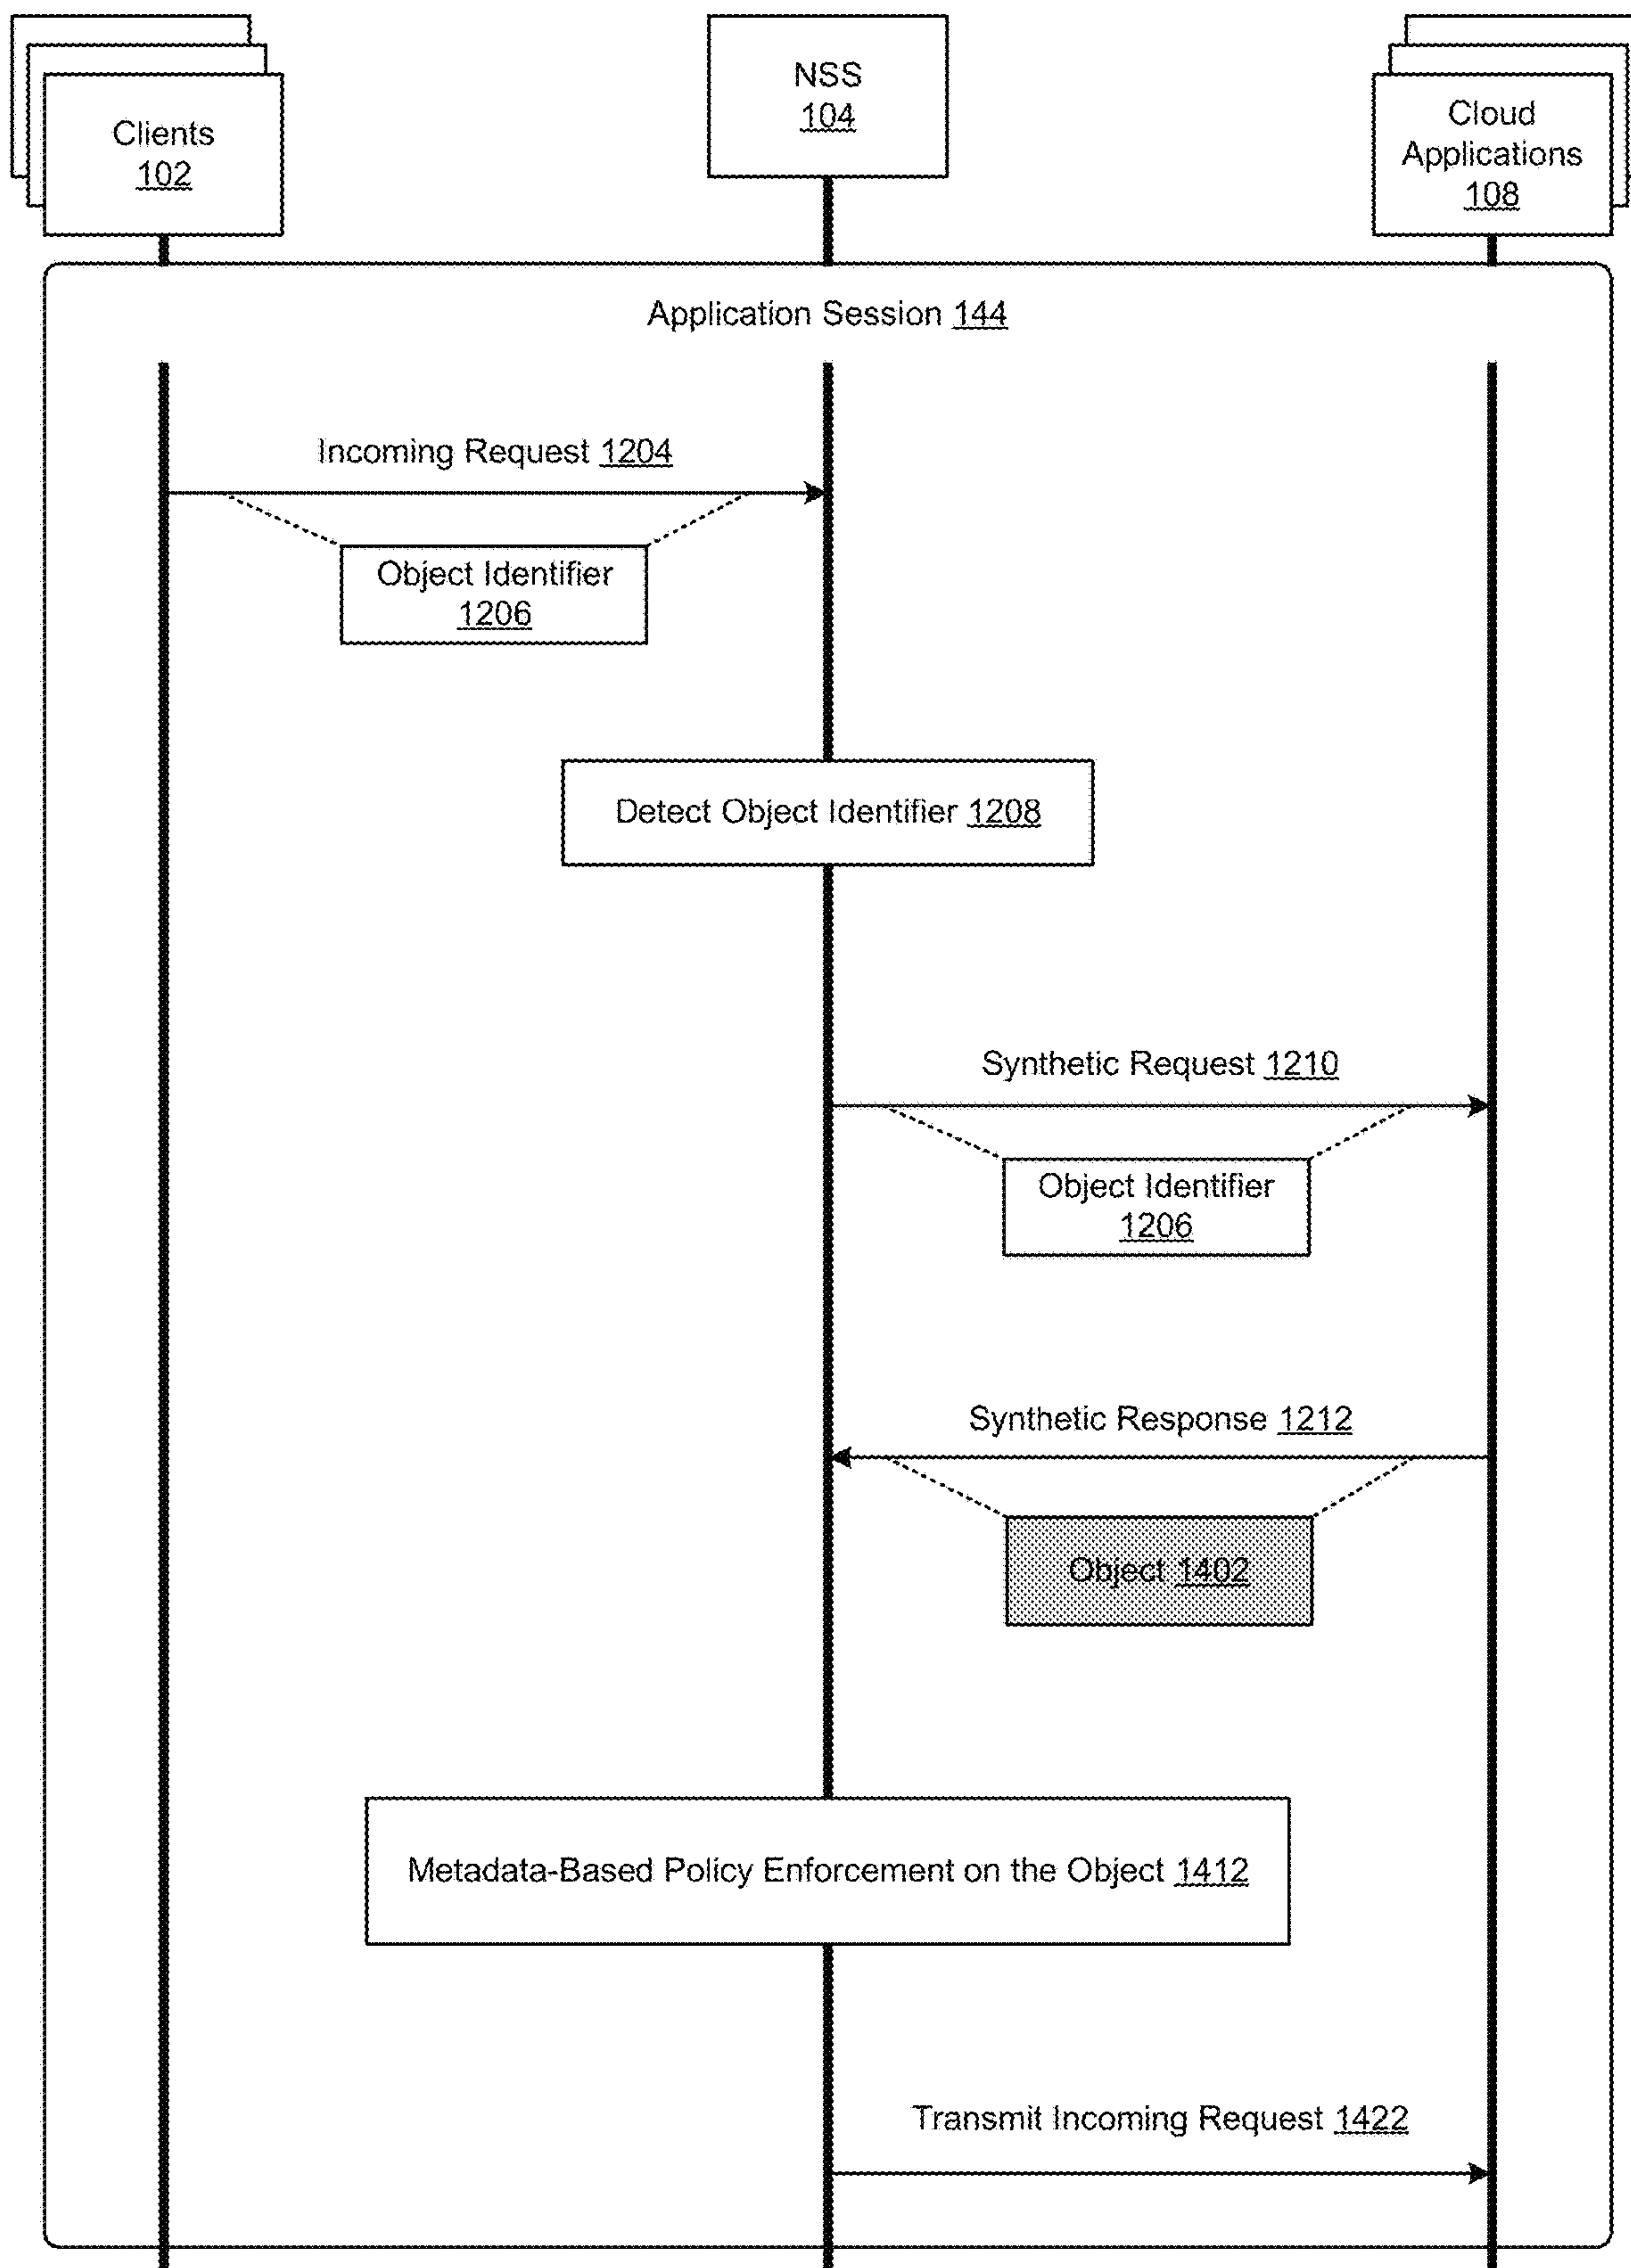 Clients
102
NSS
104
Cloud
Applications
108
Application Session 144
Incoming Request 1204
Object Identifier
1206
Detect Object Identifier 1208
Synthetic Request 1210
Object Identifier
1206
Synthetic Response 1212
Object 1402
Metadata-Based Policy Enforcement on the Object 1412
Transmit Incoming Request 1422